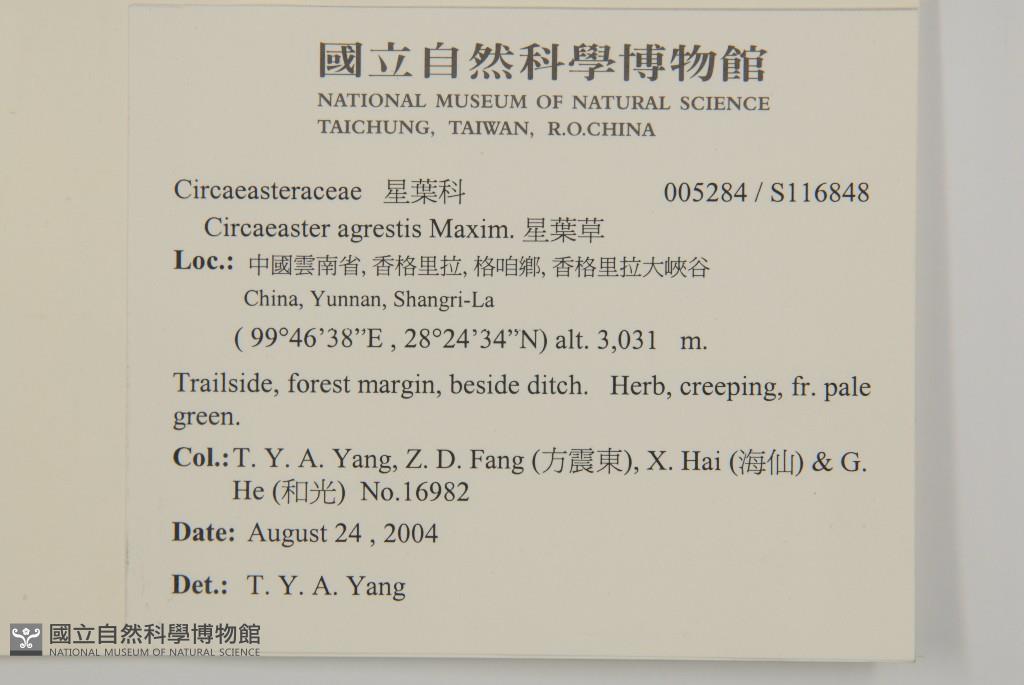 國立自然科學博物館
NATIONAL MUSEUM OF NATURAL SCIENCE
TAICHUNG, TAIWAN, R.O.CHINA
Circaeasteraceae 星葉科 005284 / S116848
Circaeaster agrestis Maxim. 星葉草
Loc.: 中國雲南省, 香格里拉, 格咱鄉, 香格里拉大峽谷
China, Yunnan, Shangri-La
( 99°46’38”E , 28°24’34”N) alt. 3,031 m.
Trailside, forest margin, beside ditch. Herb, creeping, fr. pale
green.
Col.: T. Y. A. Yang, Z. D. Fang (方震東), X. Hai (海仙) & G.
He (和光) No.16982
Date: August 24 , 2004
Det.: T. Y. A. Yang
國立自然科學博物館
NATIONAL MUSEUM OF NATURAL SCIENCE